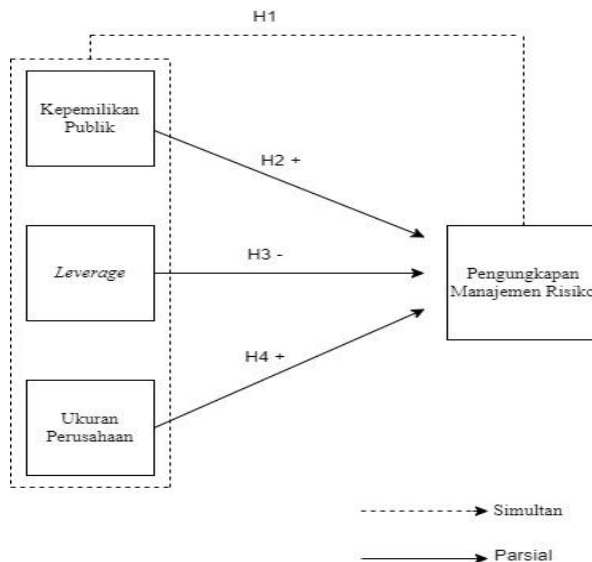 H1
Kepemilikan
Publik
H2 +
Leverage
H3 -
Pengungkapan
Manajemen Risiko
H4 +
Ukuran
Perusahaan
Simultan
Parsial